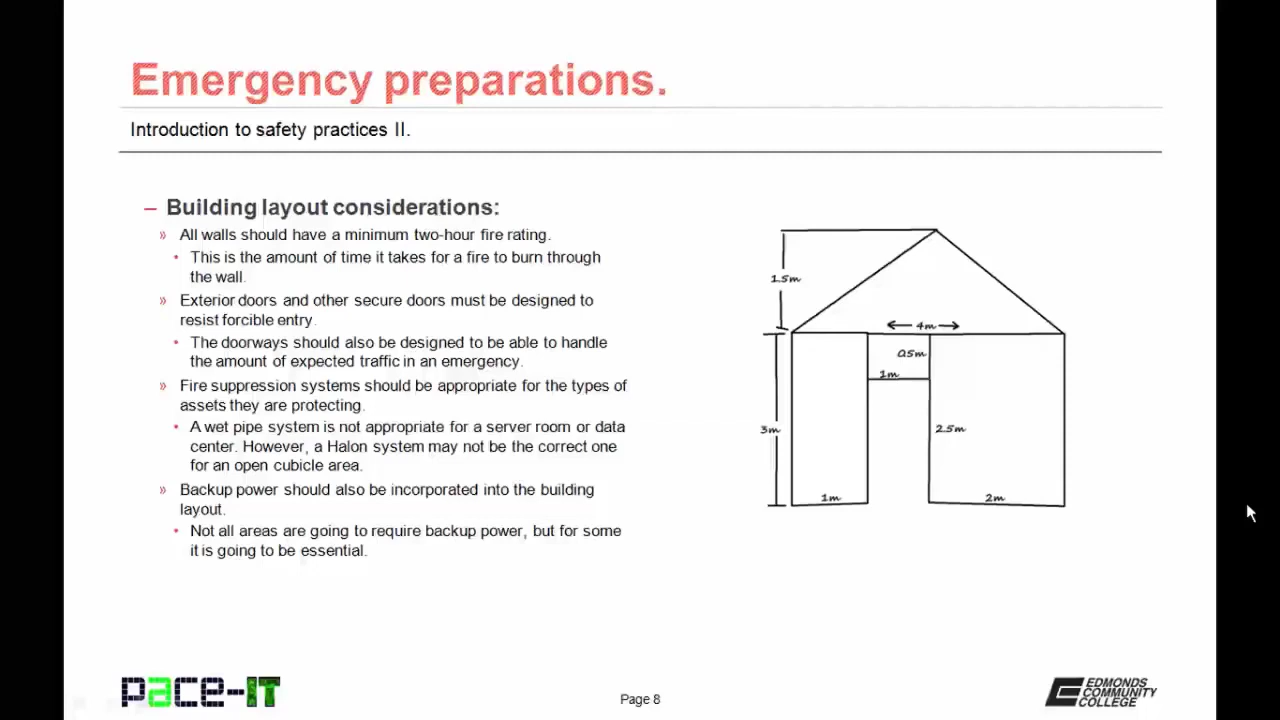 Emergency preparations.
Introduction to safety practices II.
– Building layout considerations:
» All walls should have a minimum two-hour fire rating.
• This is the amount of time it takes for a fire to burn through
the wall.
» Exterior doors and other secure doors must be designed to
resist forcible entry.
• The doorways should also be designed to be able to handle
the amount of expected traffic in an emergency.
» Fire suppression systems should be appropriate for the types of
assets they are protecting.
• A wet pipe system is not appropriate for a server room or data
center. However, a Halon system may not be the correct one
for an open cubicle area.
» Backup power should also be incorporated into the building
layout.
• Not all areas are going to require backup power, but for some
it is going to be essential.
1.5m
4m
0.5m
1m
3m
2.5m
1m
2m
pace-IT
Page 8
EDMONDS
COMMUNITY
COLLEGE